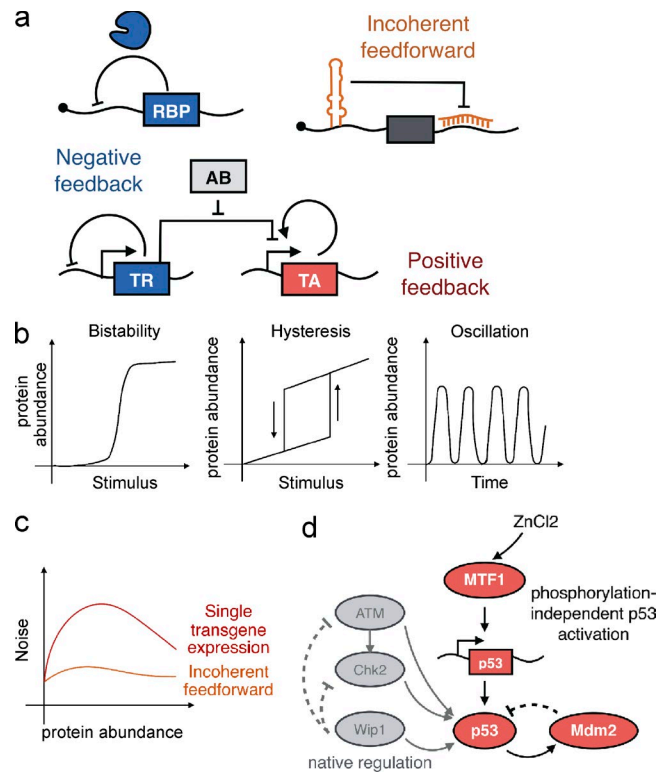 a
Incoherent
feedforward
RBP
Negative
feedback
AB
TR
TA
Positive
feedback
b
Bistability
Hysteresis
Oscillation
protein
abundance
Stimulus
protein abundance
Stimulus
protein abundance
Time
c
Noise
Single
transgene
expression
Incoherent
feedforward
protein abundance
d
ZnCl2
MTF1
phosphorylation-
independent p53
activation
ATM
p53
Chk2
Wip1
p53
Mdm2
native regulation